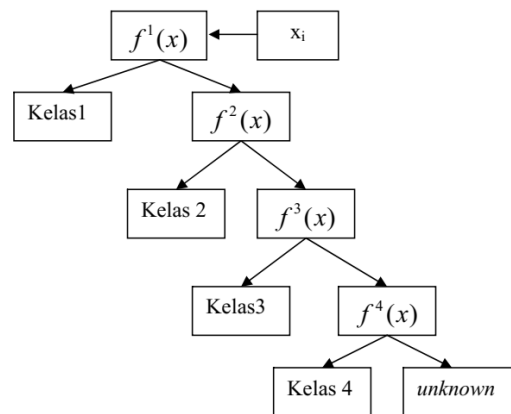 f¹(x)
xᵢ
Kelas1
f²(x)
Kelas 2
f³(x)
Kelas3
f⁴(x)
Kelas 4
unknown